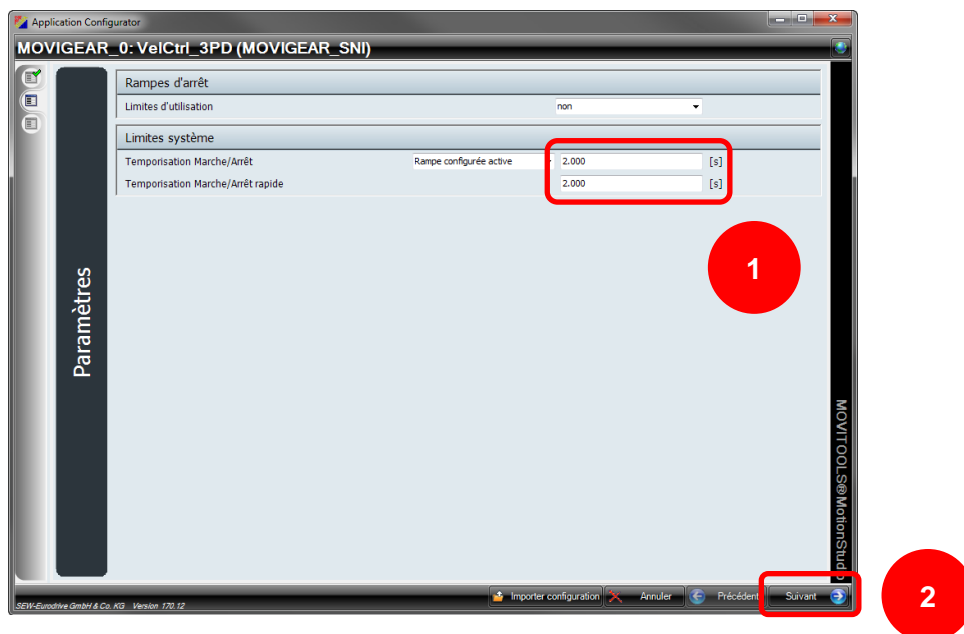 Application Configurator
MOVIGEAR_0: VelCtrl_3PD (MOVIGEAR_SNI)
Paramètres
Rampes d'arrêt
Limites d'utilisation non
Limites système
Temporisation Marche/Arrêt Rampe configurée active 2.000 [s]
Temporisation Marche/Arrêt rapide 2.000 [s]
1
MOVITOOLS®MotionStudio
SEW-Eurodrive GmbH & Co. KG Version 170.12
Importer configuration Annuler Précédent Suivant
2